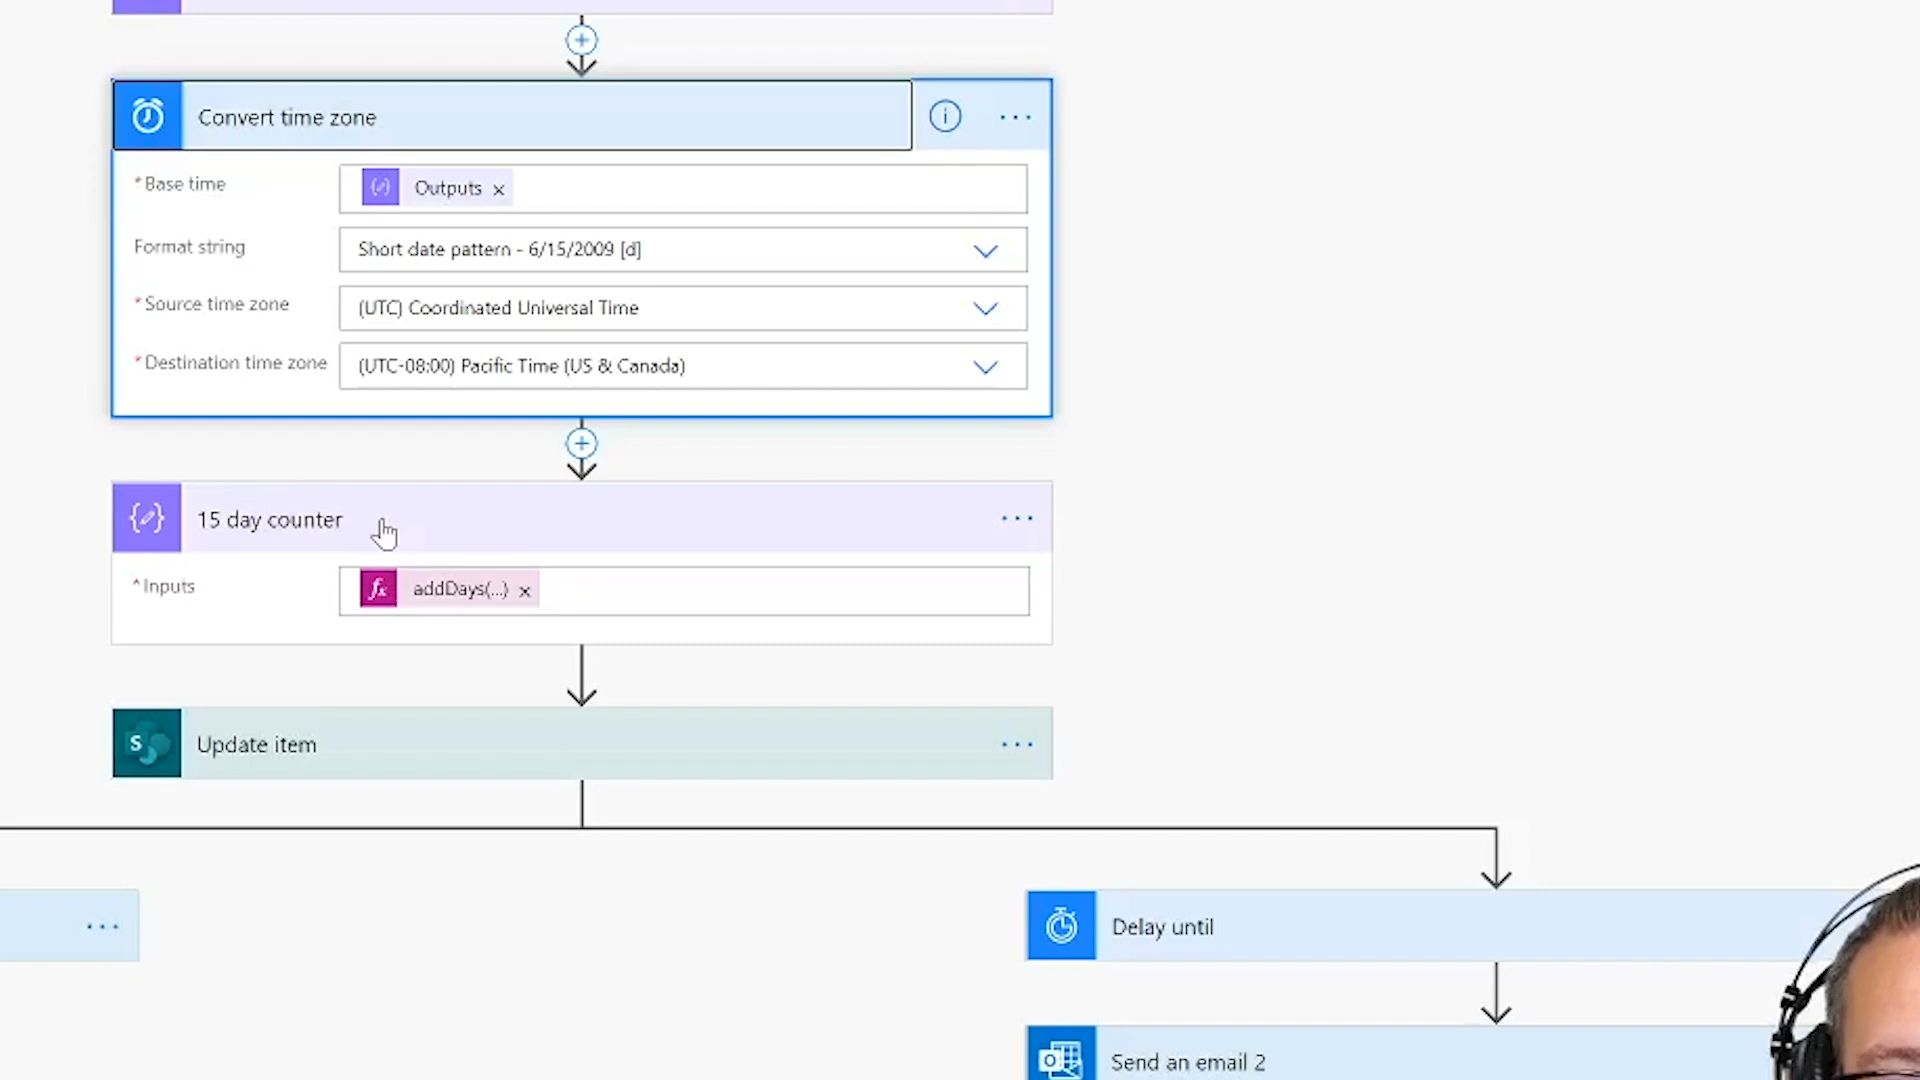 Convert time zone
* Base time
Outputs ×
Format string
Short date pattern - 6/15/2009 [d]
* Source time zone
(UTC) Coordinated Universal Time
* Destination time zone
(UTC-08:00) Pacific Time (US & Canada)
15 day counter
* Inputs
fx addDays(...) ×
S Update item
Delay until
Send an email 2